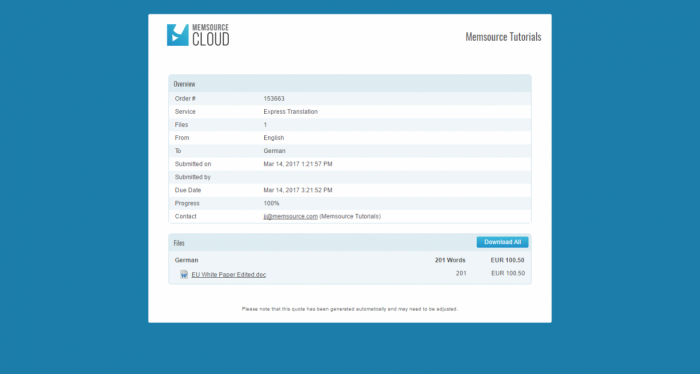 MEMSOURCE
CLOUD
Memsource Tutorials
Overview
Order # 153663
Service Express Translation
Files 1
From English
To German
Submitted on Mar 14, 2017 1:21:57 PM
Submitted by
Due Date Mar 14, 2017 3:21:52 PM
Progress 100%
Contact jj@memsource.com (Memsource Tutorials)
Files Download All
German 201 Words EUR 100.50
EU White Paper Edited.doc 201 EUR 100.50
Please note that this quote has been generated automatically and may need to be adjusted.